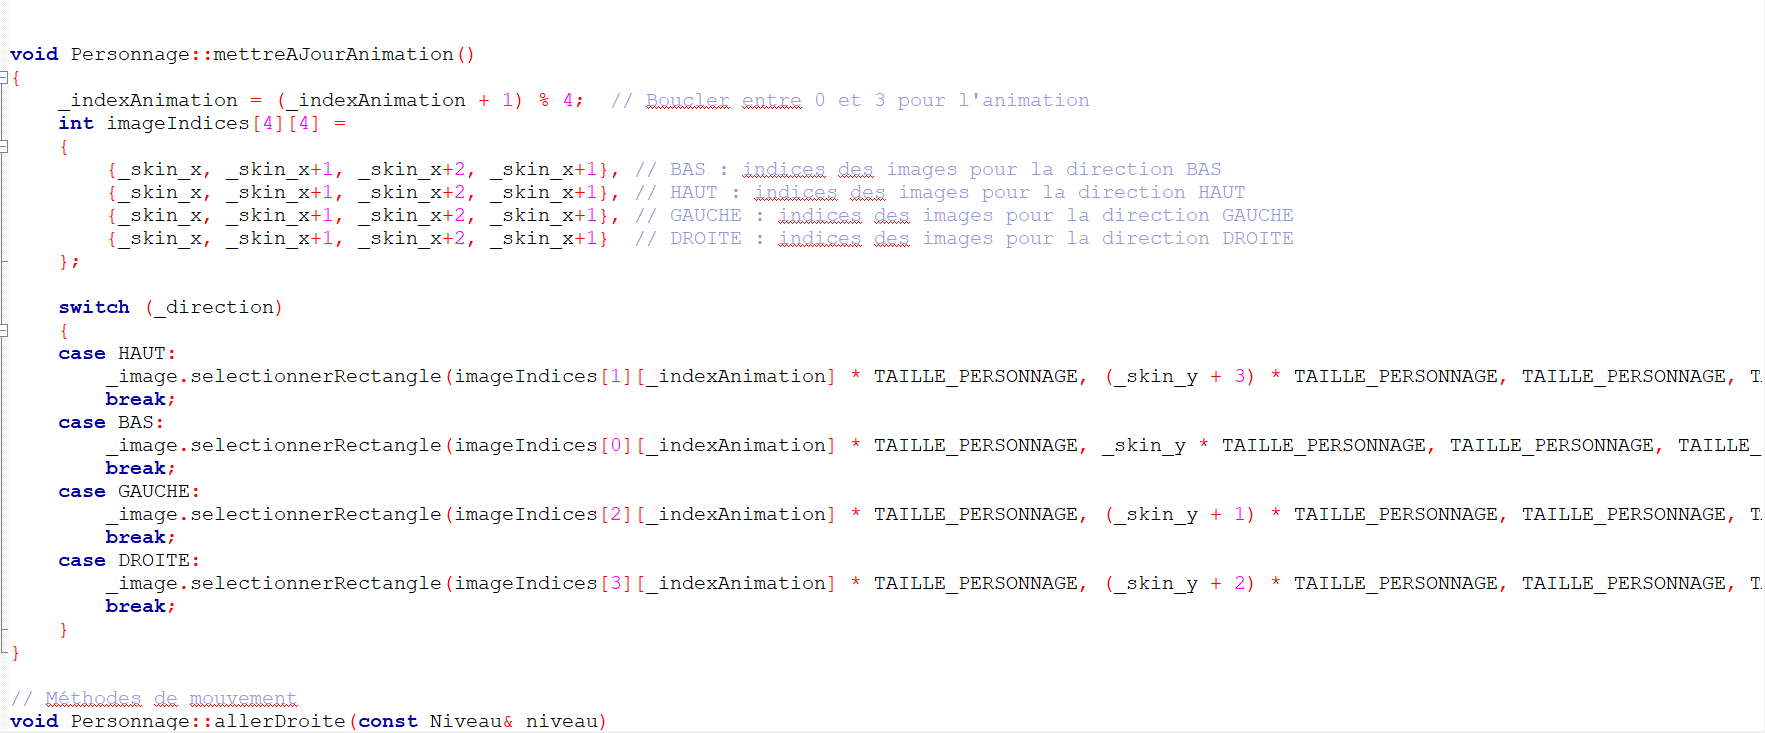 void Personnage::mettreAJourAnimation()
{
    _indexAnimation = (_indexAnimation + 1) % 4;  // Boucler entre 0 et 3 pour l'animation
    int imageIndices[4][4] =
    {
        {_skin_x, _skin_x+1, _skin_x+2, _skin_x+1}, // BAS : indices des images pour la direction BAS
        {_skin_x, _skin_x+1, _skin_x+2, _skin_x+1}, // HAUT : indices des images pour la direction HAUT
        {_skin_x, _skin_x+1, _skin_x+2, _skin_x+1}, // GAUCHE : indices des images pour la direction GAUCHE
        {_skin_x, _skin_x+1, _skin_x+2, _skin_x+1}  // DROITE : indices des images pour la direction DROITE
    };
    switch (_direction)
    {
    case HAUT:
        _image.selectionnerRectangle(imageIndices[1][_indexAnimation] * TAILLE_PERSONNAGE, (_skin_y + 3) * TAILLE_PERSONNAGE, TAILLE_PERSONNAGE, T
        break;
    case BAS:
        _image.selectionnerRectangle(imageIndices[0][_indexAnimation] * TAILLE_PERSONNAGE, _skin_y * TAILLE_PERSONNAGE, TAILLE_PERSONNAGE, TAILLE_
        break;
    case GAUCHE:
        _image.selectionnerRectangle(imageIndices[2][_indexAnimation] * TAILLE_PERSONNAGE, (_skin_y + 1) * TAILLE_PERSONNAGE, TAILLE_PERSONNAGE, T
        break;
    case DROITE:
        _image.selectionnerRectangle(imageIndices[3][_indexAnimation] * TAILLE_PERSONNAGE, (_skin_y + 2) * TAILLE_PERSONNAGE, TAILLE_PERSONNAGE, T
        break;
    }
}
// Méthodes de mouvement
void Personnage::allerDroite(const Niveau& niveau)